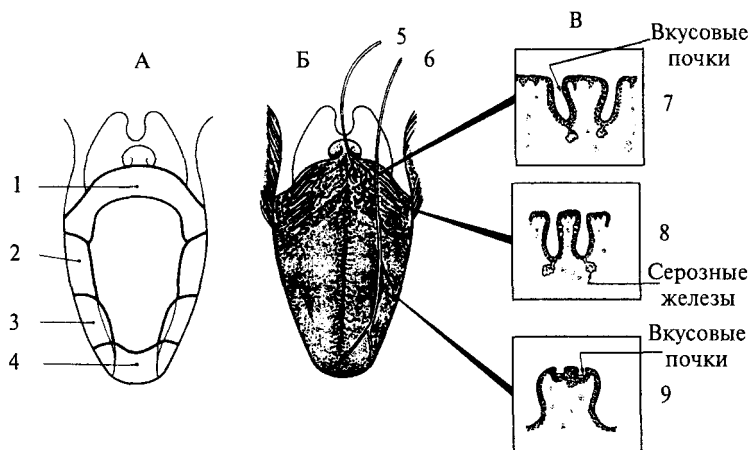 А
Б
В
5
6
Вкусовые
почки
7
1
2
3
4
8
Серозные
железы
Вкусовые
почки
9